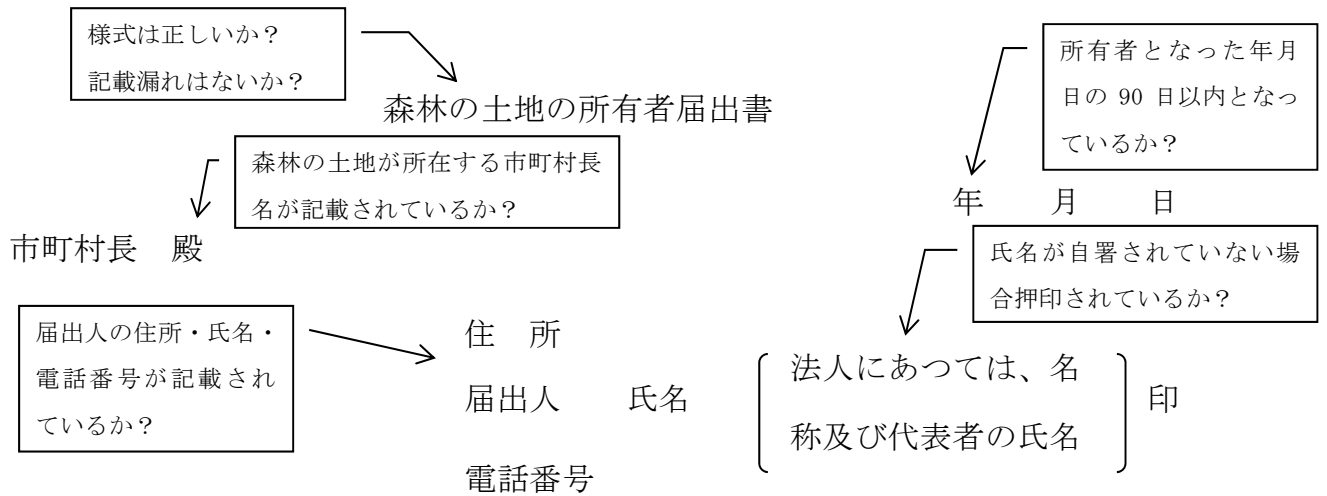 様式は正しいか？
記載漏れはないか？
所有者となった年月
日の 90 日以内となっ
ているか？
森林の土地の所有者届出書
森林の土地が所在する市町村長
名が記載されているか？
年　月　日
市町村長　殿
氏名が自署されていない場
合押印されているか？
届出人の住所・氏名・
電話番号が記載され
ているか？
住　所
届出人　氏名
法人にあつては、名
称及び代表者の氏名
印
電話番号